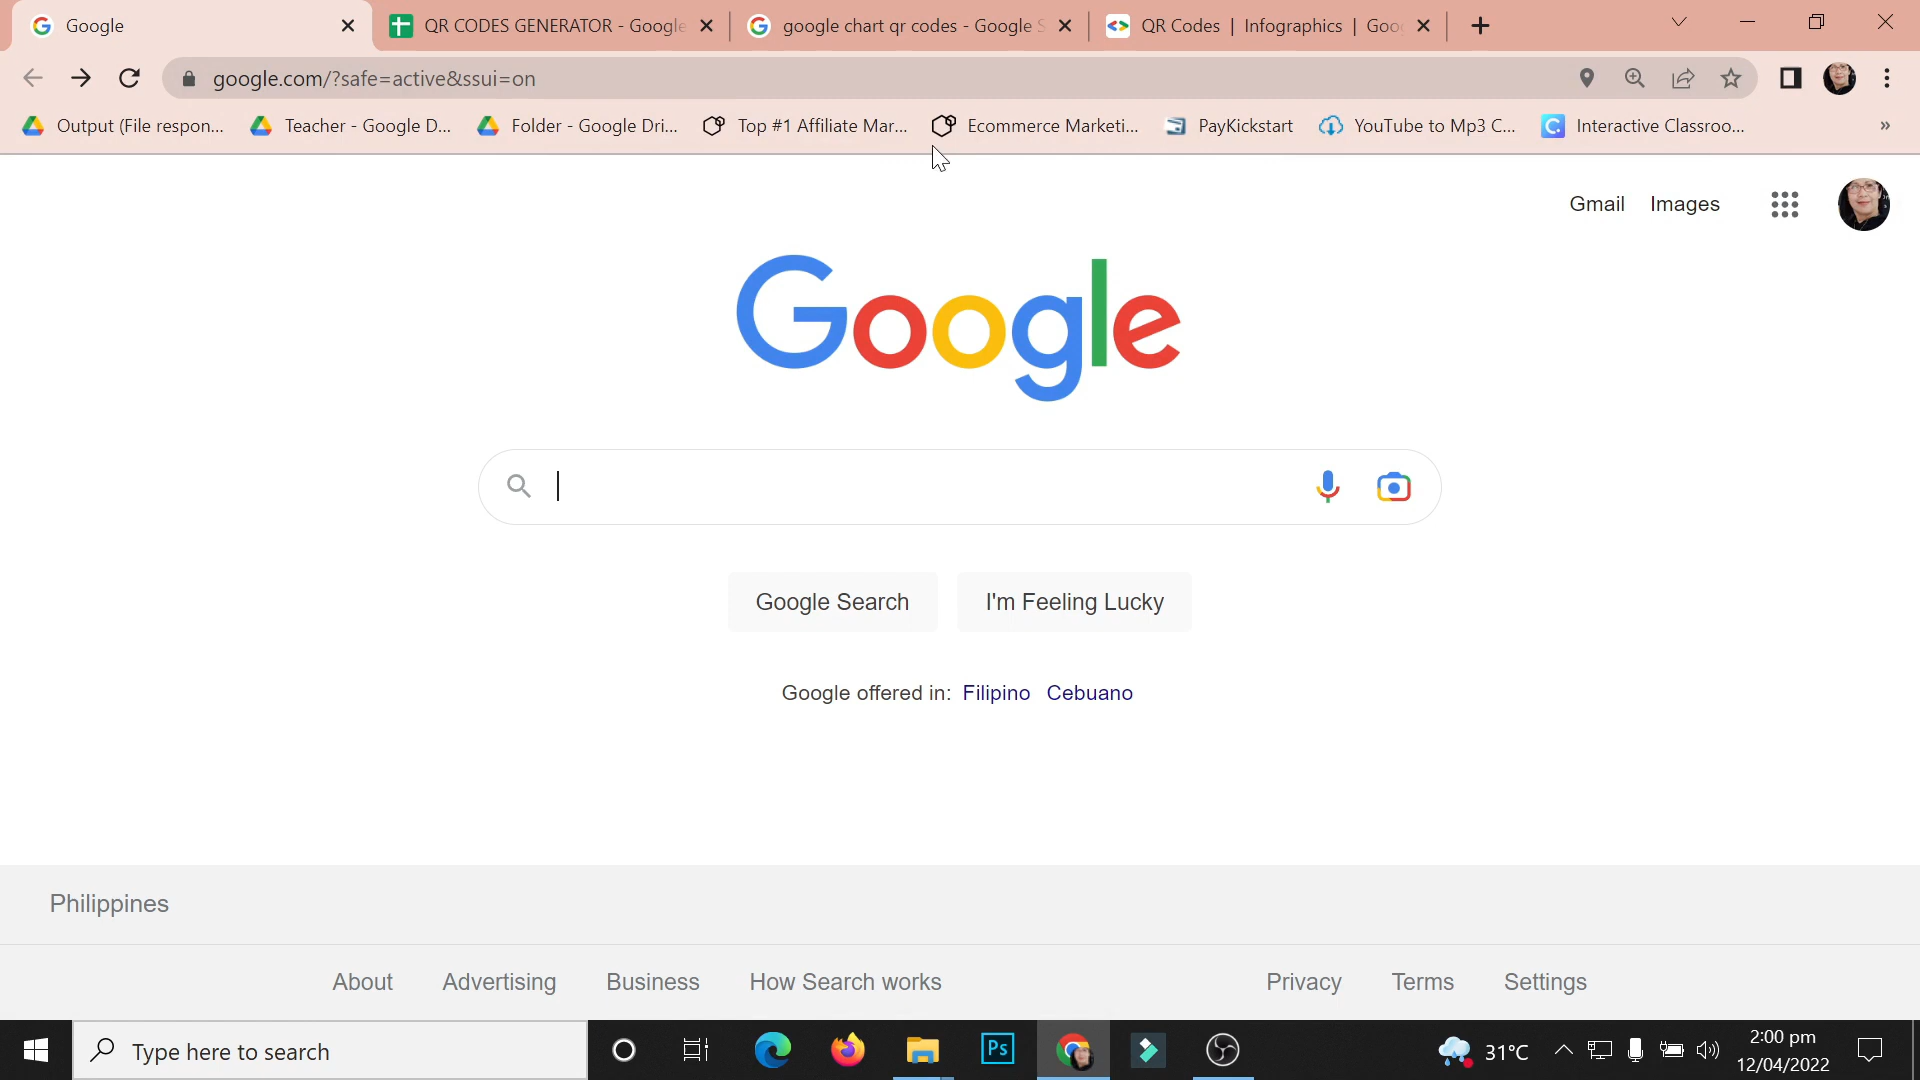 Google
QR CODES GENERATOR - Google
google chart qr codes - Google S
QR Codes | Infographics | Goo
google.com/?safe=active&ssui=on
Output (File respon...
Teacher - Google D...
Folder - Google Dri...
Top #1 Affiliate Mar...
Ecommerce Marketi...
PayKickstart
YouTube to Mp3 C...
Interactive Classroo...
»
Gmail
Images
Google
Google Search
I'm Feeling Lucky
Google offered in: Filipino Cebuano
Philippines
About
Advertising
Business
How Search works
Privacy
Terms
Settings
Type here to search
Ps
31°C
2:00 pm
12/04/2022